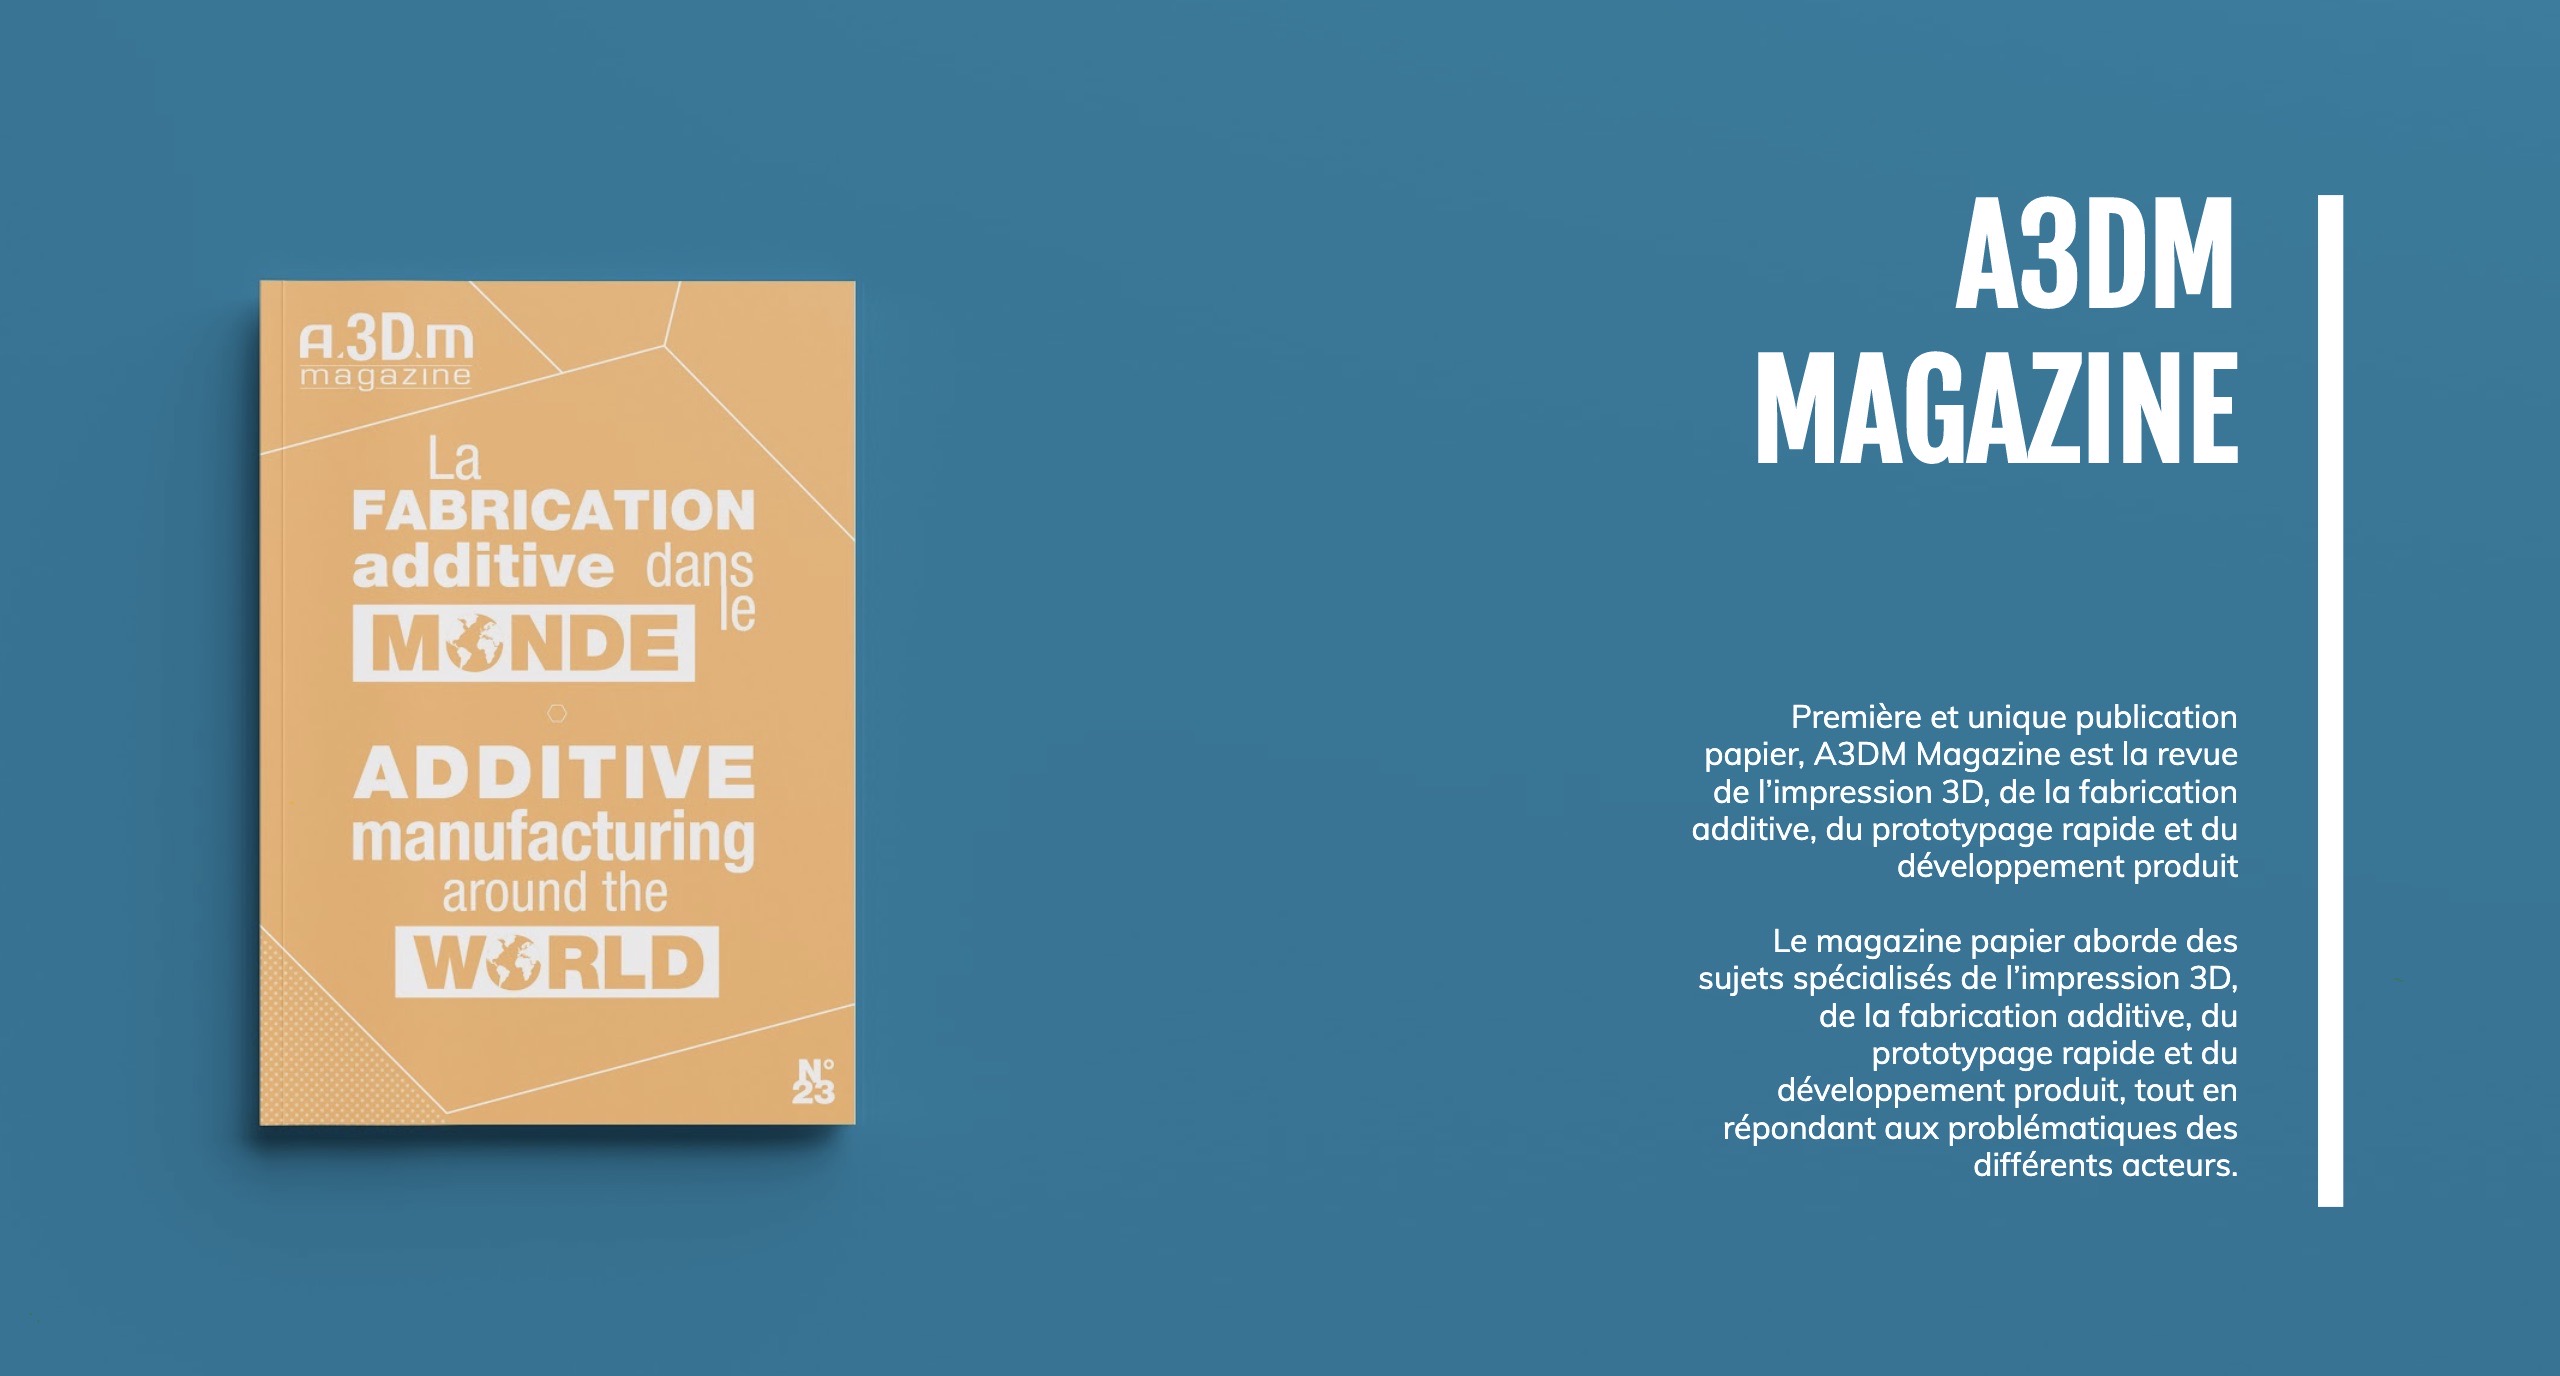 A.3D.m
magazine
La
FABRICATION
additive dans
le
MONDE
ADDITIVE
manufacturing
around the
WORLD
N°
23
A3DM
MAGAZINE
Première et unique publication
papier, A3DM Magazine est la revue
de l’impression 3D, de la fabrication
additive, du prototypage rapide et du
développement produit
Le magazine papier aborde des
sujets spécialisés de l’impression 3D,
de la fabrication additive, du
prototypage rapide et du
développement produit, tout en
répondant aux problématiques des
différents acteurs.